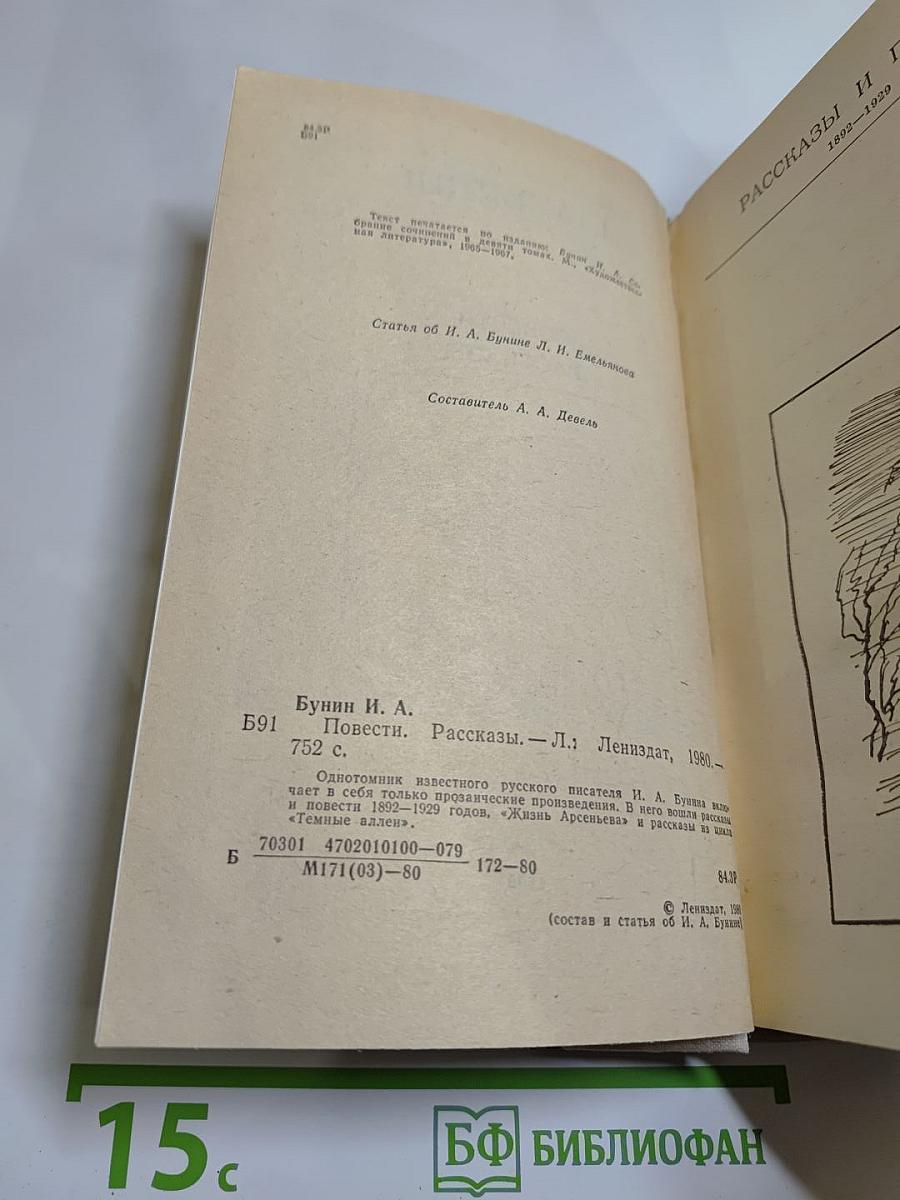 84.3Р
Б91
Текст печатается по изданию: Бунин И. А. Со-
брание сочинений в девяти томах. М., «Художествен-
ная литература», 1965—1967.
Статья об И. А. Бунине Л. И. Емельянова
Составитель А. А. Девель
Бунин И. А.
Б91 Повести. Рассказы. — Л.: Лениздат, 1980.—
752 с.
Однотомник известного русского писателя И. А. Бунина вклю-
чает в себя только прозаические произведения. В него вошли рассказы
и повести 1892—1929 годов, «Жизнь Арсеньева» и рассказы из цикла
«Темные аллеи».
Б 70301 4702010100—079
М171(03)—80 172—80
84.3Р
© Лениздат, 1980
(состав и статья об И. А. Бунине)
РАССКАЗЫ И П
1892—1929
15 с
БФ БИБЛИОФАН